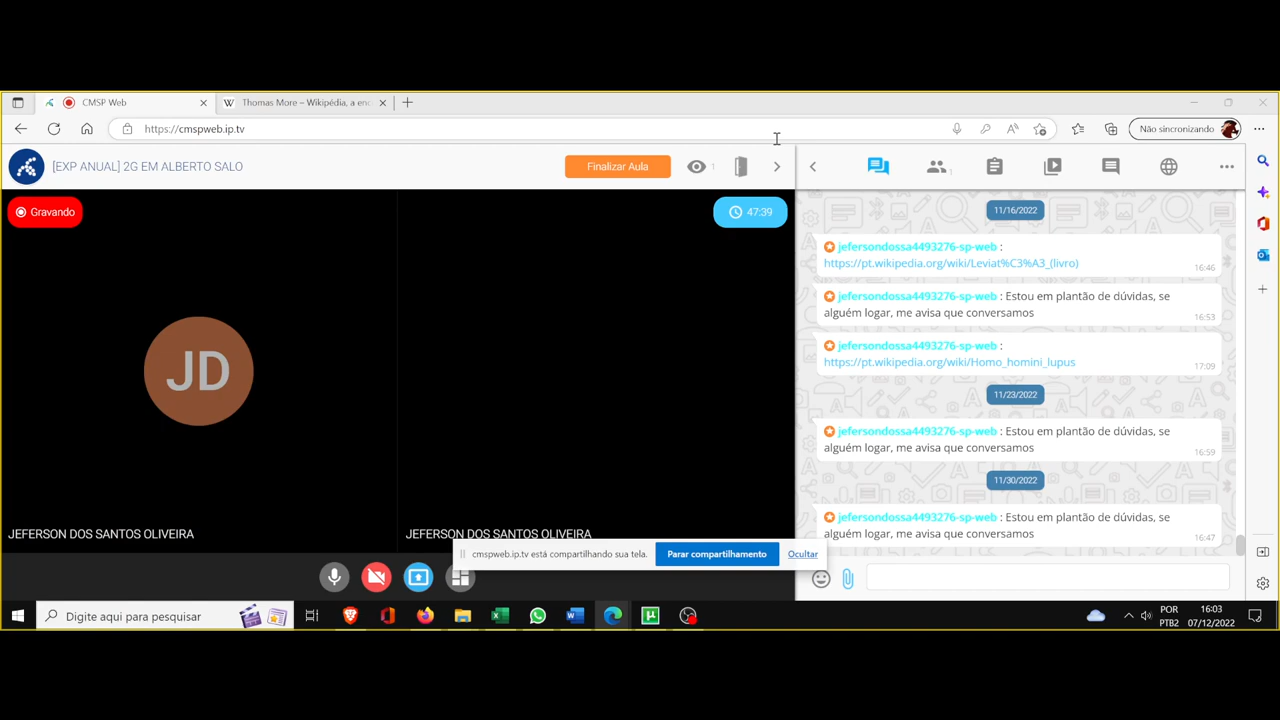 CMSP Web
Thomas More – Wikipédia, a enc
https://cmspweb.ip.tv
Não sincronizando
[EXP ANUAL] 2G EM ALBERTO SALO
Finalizar Aula
1
Gravando
47:39
JD
JEFERSON DOS SANTOS OLIVEIRA
JEFERSON DOS SANTOS OLIVEIRA
11/16/2022
jefersondossa4493276-sp-web :
https://pt.wikipedia.org/wiki/Leviat%C3%A3_(livro)
16:46
jefersondossa4493276-sp-web : Estou em plantão de dúvidas, se
alguém logar, me avisa que conversamos
16:53
jefersondossa4493276-sp-web :
https://pt.wikipedia.org/wiki/Homo_homini_lupus
17:09
11/23/2022
jefersondossa4493276-sp-web : Estou em plantão de dúvidas, se
alguém logar, me avisa que conversamos
16:59
11/30/2022
jefersondossa4493276-sp-web : Estou em plantão de dúvidas, se
alguém logar, me avisa que conversamos
16:47
cmspweb.ip.tv está compartilhando sua tela.
Parar compartilhamento
Ocultar
Digite aqui para pesquisar
POR
PTB2
16:03
07/12/2022